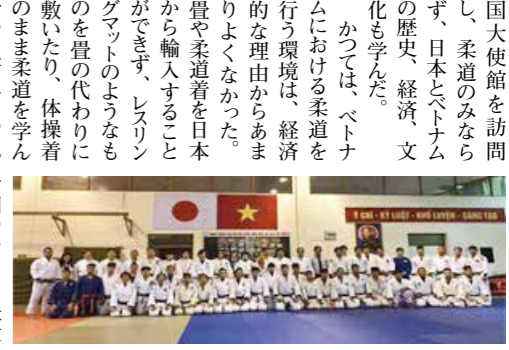 国大使館を訪問
し、柔道のみなら
ず、日本とベトナム
の歴史、経済、文
化も学んだ。
かつては、ベトナ
ムにおける柔道を
行う環境は、経済
的な理由からあま
りよくなかった。
畳や柔道着を日本
から輸入すること
ができず、レスリン
グマットのようなも
のを畳の代わりに
敷いたり、体操着
のまま柔道を学ん
Ý CHÍ - KỶ LUẬT - KHỔ LUYỆN - SÁNG TẠO